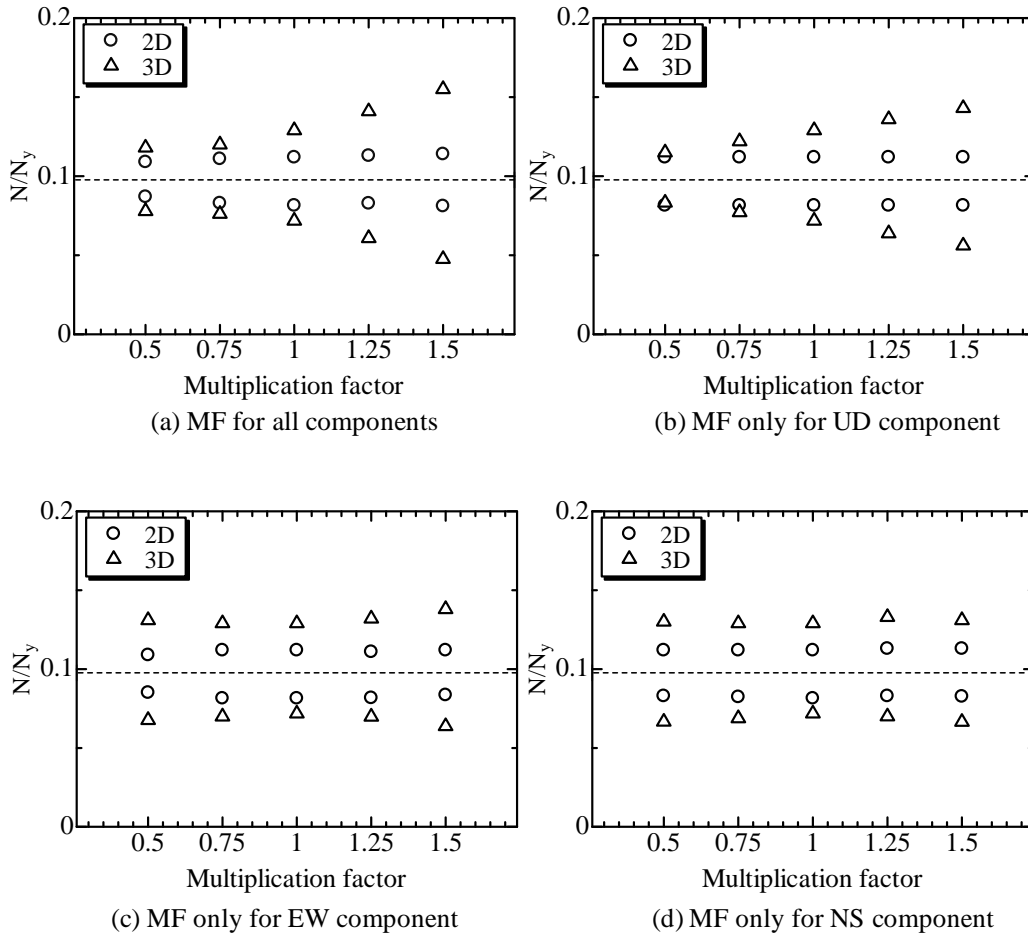 0.2
2D
3D
N/Ny
0.1
0
0.5 0.75 1 1.25 1.5
Multiplication factor
(a) MF for all components
0.2
2D
3D
N/Ny
0.1
0
0.5 0.75 1 1.25 1.5
Multiplication factor
(b) MF only for UD component
0.2
2D
3D
N/Ny
0.1
0
0.5 0.75 1 1.25 1.5
Multiplication factor
(c) MF only for EW component
0.2
2D
3D
N/Ny
0.1
0
0.5 0.75 1 1.25 1.5
Multiplication factor
(d) MF only for NS component